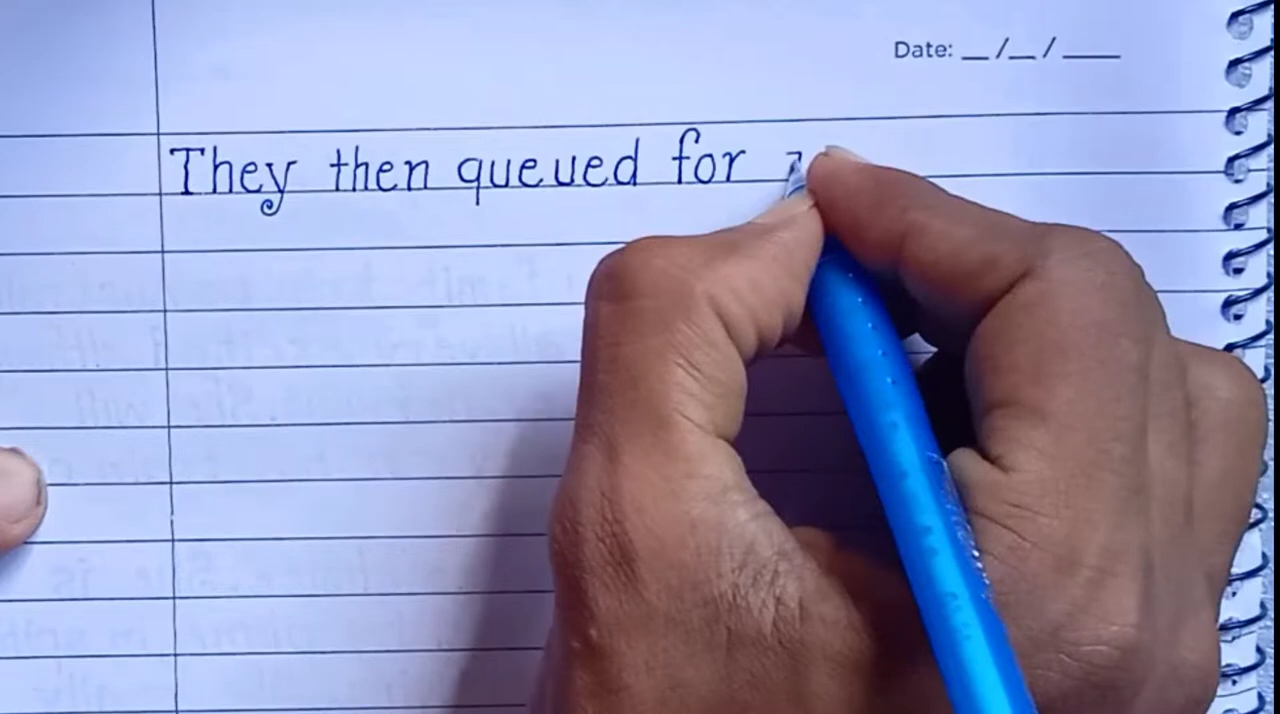 Date: __/__/____
They then queued for